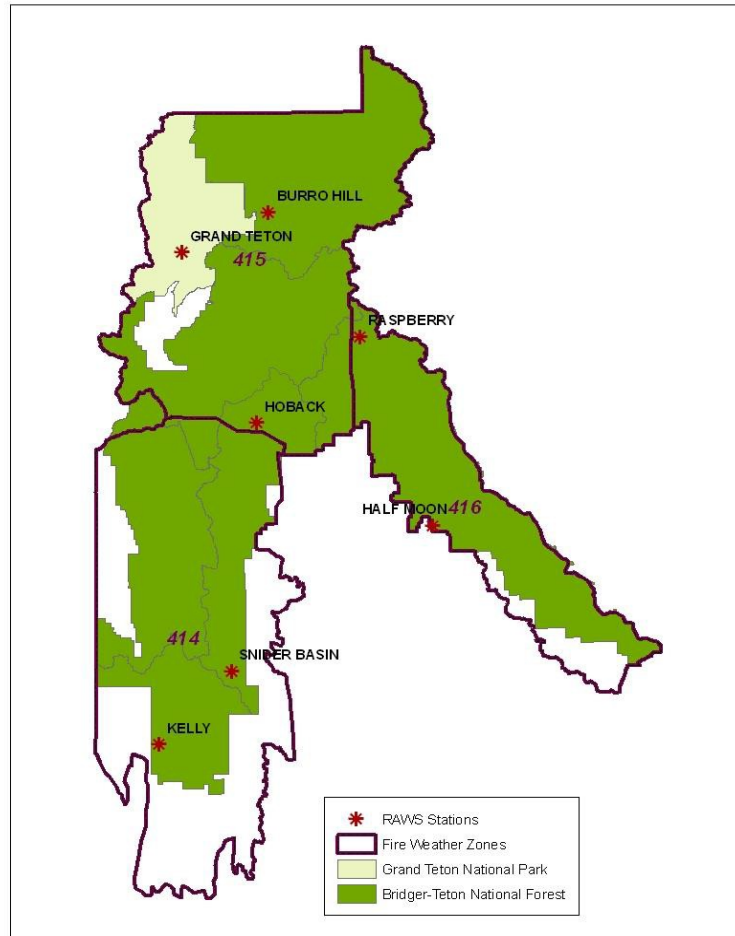 BURRO HILL
GRAND TETON
415
RASPBERRY
HOBACK
HALF MOON
416
414
SNIDER BASIN
KELLY
RAWS Stations
Fire Weather Zones
Grand Teton National Park
Bridger-Teton National Forest